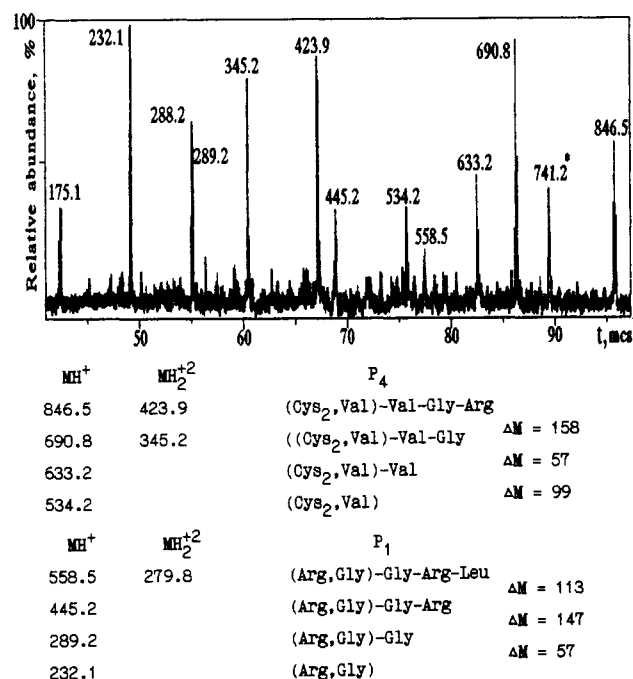 100
Relative abundance, %
175.1
232.1
288.2
289.2
345.2
423.9
445.2
534.2
558.5
633.2
690.8
741.2*
846.5
50 60 70 80 90 t,mcs
MH+ MH2+2 P4
846.5 423.9 (Cys2,Val)-Val-Gly-Arg
ΔM = 158
690.8 345.2 ((Cys2,Val)-Val-Gly
ΔM = 57
633.2 (Cys2,Val)-Val
ΔM = 99
534.2 (Cys2,Val)
MH+ MH2+2 P1
558.5 279.8 (Arg,Gly)-Gly-Arg-Leu
ΔM = 113
445.2 (Arg,Gly)-Gly-Arg
ΔM = 147
289.2 (Arg,Gly)-Gly
ΔM = 57
232.1 (Arg,Gly)